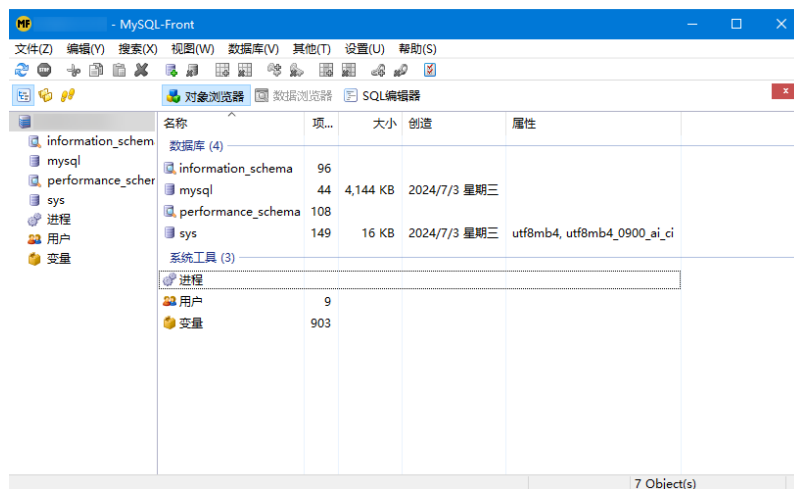 MF - MySQL-Front
文件(Z) 编辑(Y) 搜索(X) 视图(W) 数据库(V) 其他(T) 设置(U) 帮助(S)
对象浏览器 数据浏览器 SQL编辑器
名称 项... 大小 创造 属性
数据库 (4)
information_schem
information_schema 96
mysql
mysql 44 4,144 KB 2024/7/3 星期三
performance_scher
performance_schema 108
sys
sys 149 16 KB 2024/7/3 星期三 utf8mb4, utf8mb4_0900_ai_ci
进程
用户
变量
系统工具 (3)
进程
用户 9
变量 903
7 Object(s)